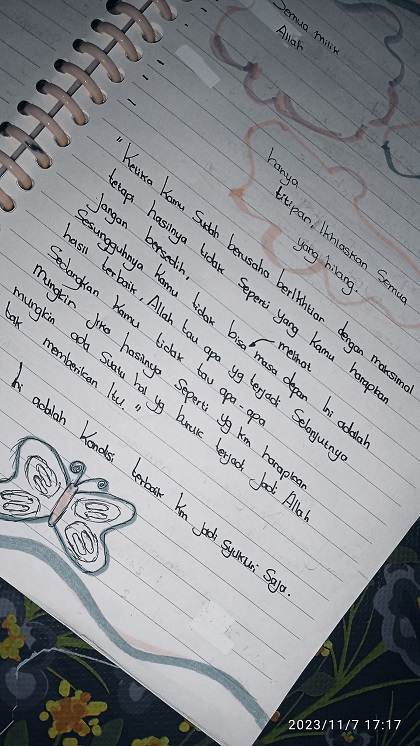 Semua milik
Allah
hanya
titipan, Ikhlaskan Semua
yang hilang.
"Ketika Kamu Sudah berusaha berIkhtiar dengan maksimal
tetapi hasilnya tidak Seperti yang Kamu harapkan
Jangan bersedih,
Sesungguhnya Kamu tidak bisa melihat masa depan Ini adalah
hasil terbaik, Allah tau apa yg terjadi Selanjutnya
Sedangkan Kamu tidak tau apa apa
Mungkin Jika hasilnya Seperti yg Km harapkan
mungkin ada Suatu hal yg buruk terjadi Jadi Allah
tak memberikan Itu."
Ini adalah Kondisi terbaik Km Jadi Syukuri Saja.
2023/11/7 17:17